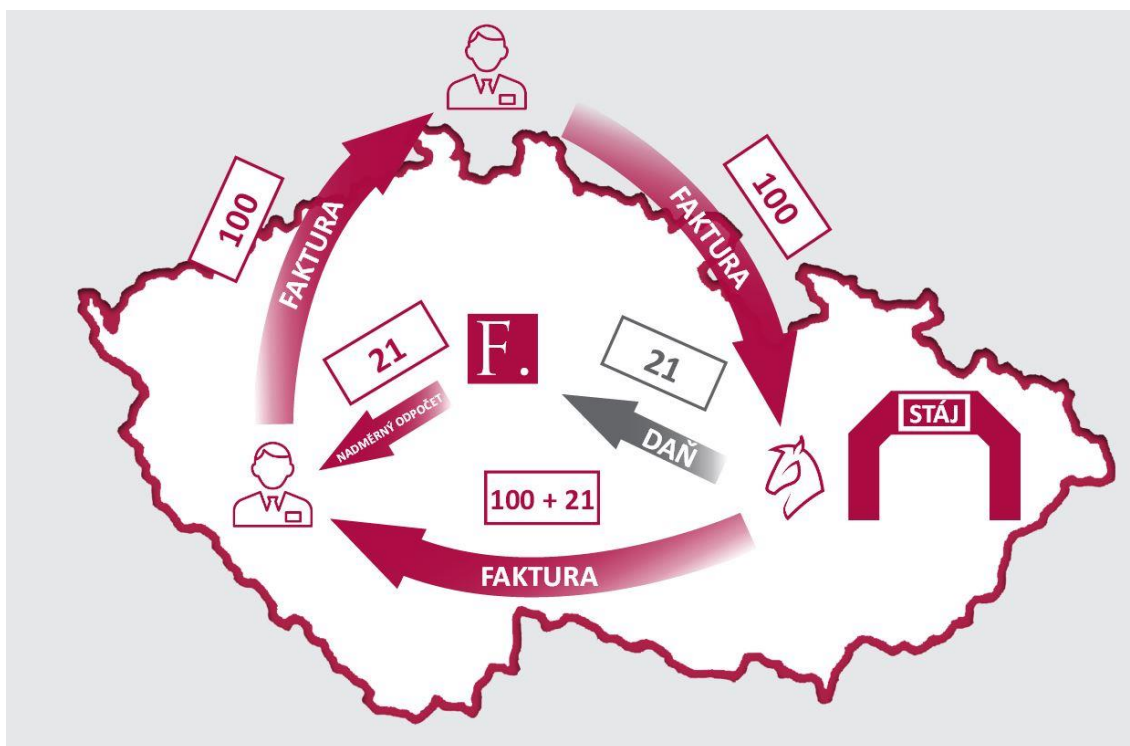 100
FAKTURA
100
FAKTURA
21
F.
21
NADMĚRNÝ ODPOČET
DAŇ
STÁJ
100 + 21
FAKTURA